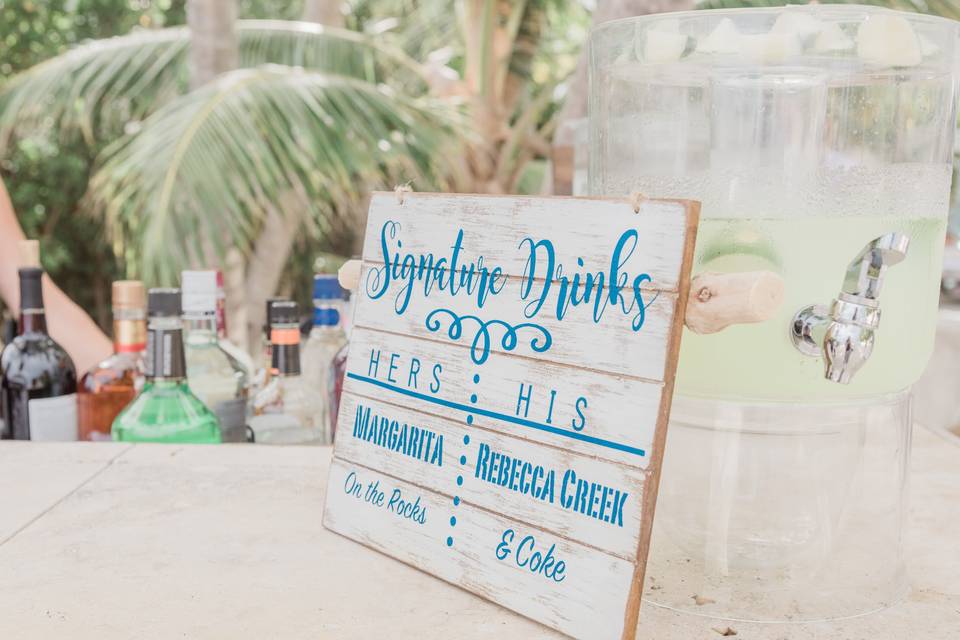 Signature Drinks
HERS HIS
MARGARITA REBECCA CREEK
On the Rocks & Coke